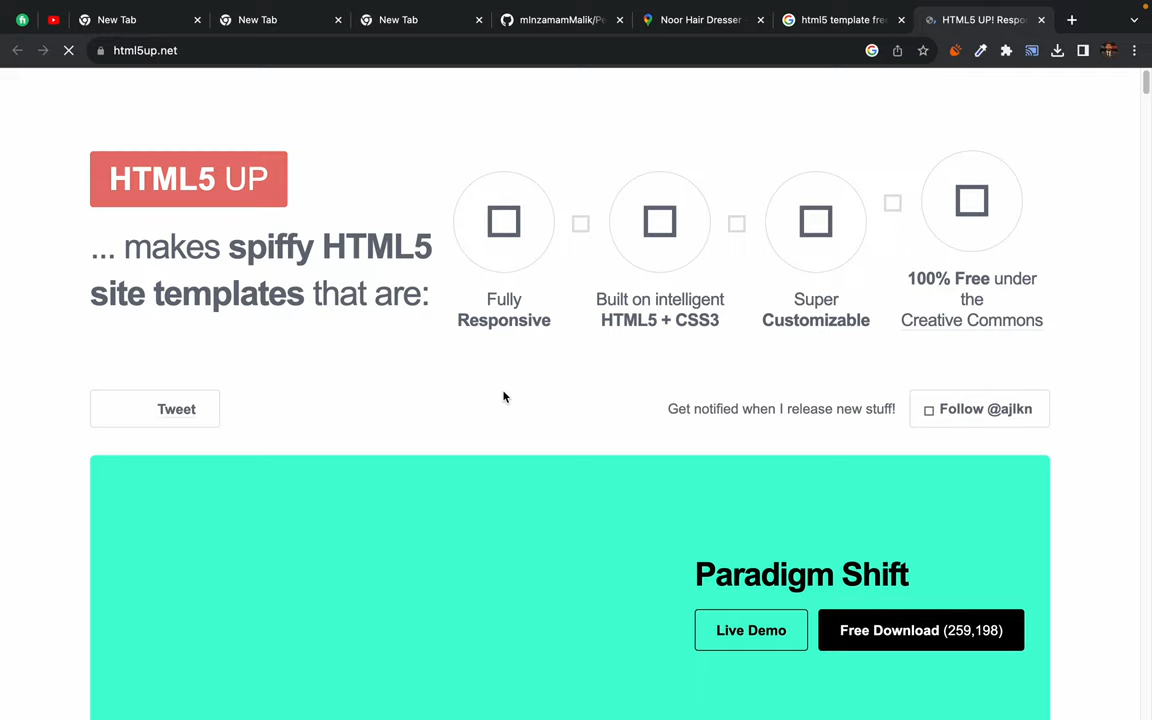 New Tab
New Tab
New Tab
mInzamamMalik/Pe
Noor Hair Dresser
html5 template free
HTML5 UP! Respo
html5up.net
HTML5 UP
... makes spiffy HTML5
site templates that are:
Fully
Responsive
Built on intelligent
HTML5 + CSS3
Super
Customizable
100% Free under
the
Creative Commons
Tweet
Get notified when I release new stuff!
Follow @ajlkn
Paradigm Shift
Live Demo
Free Download (259,198)